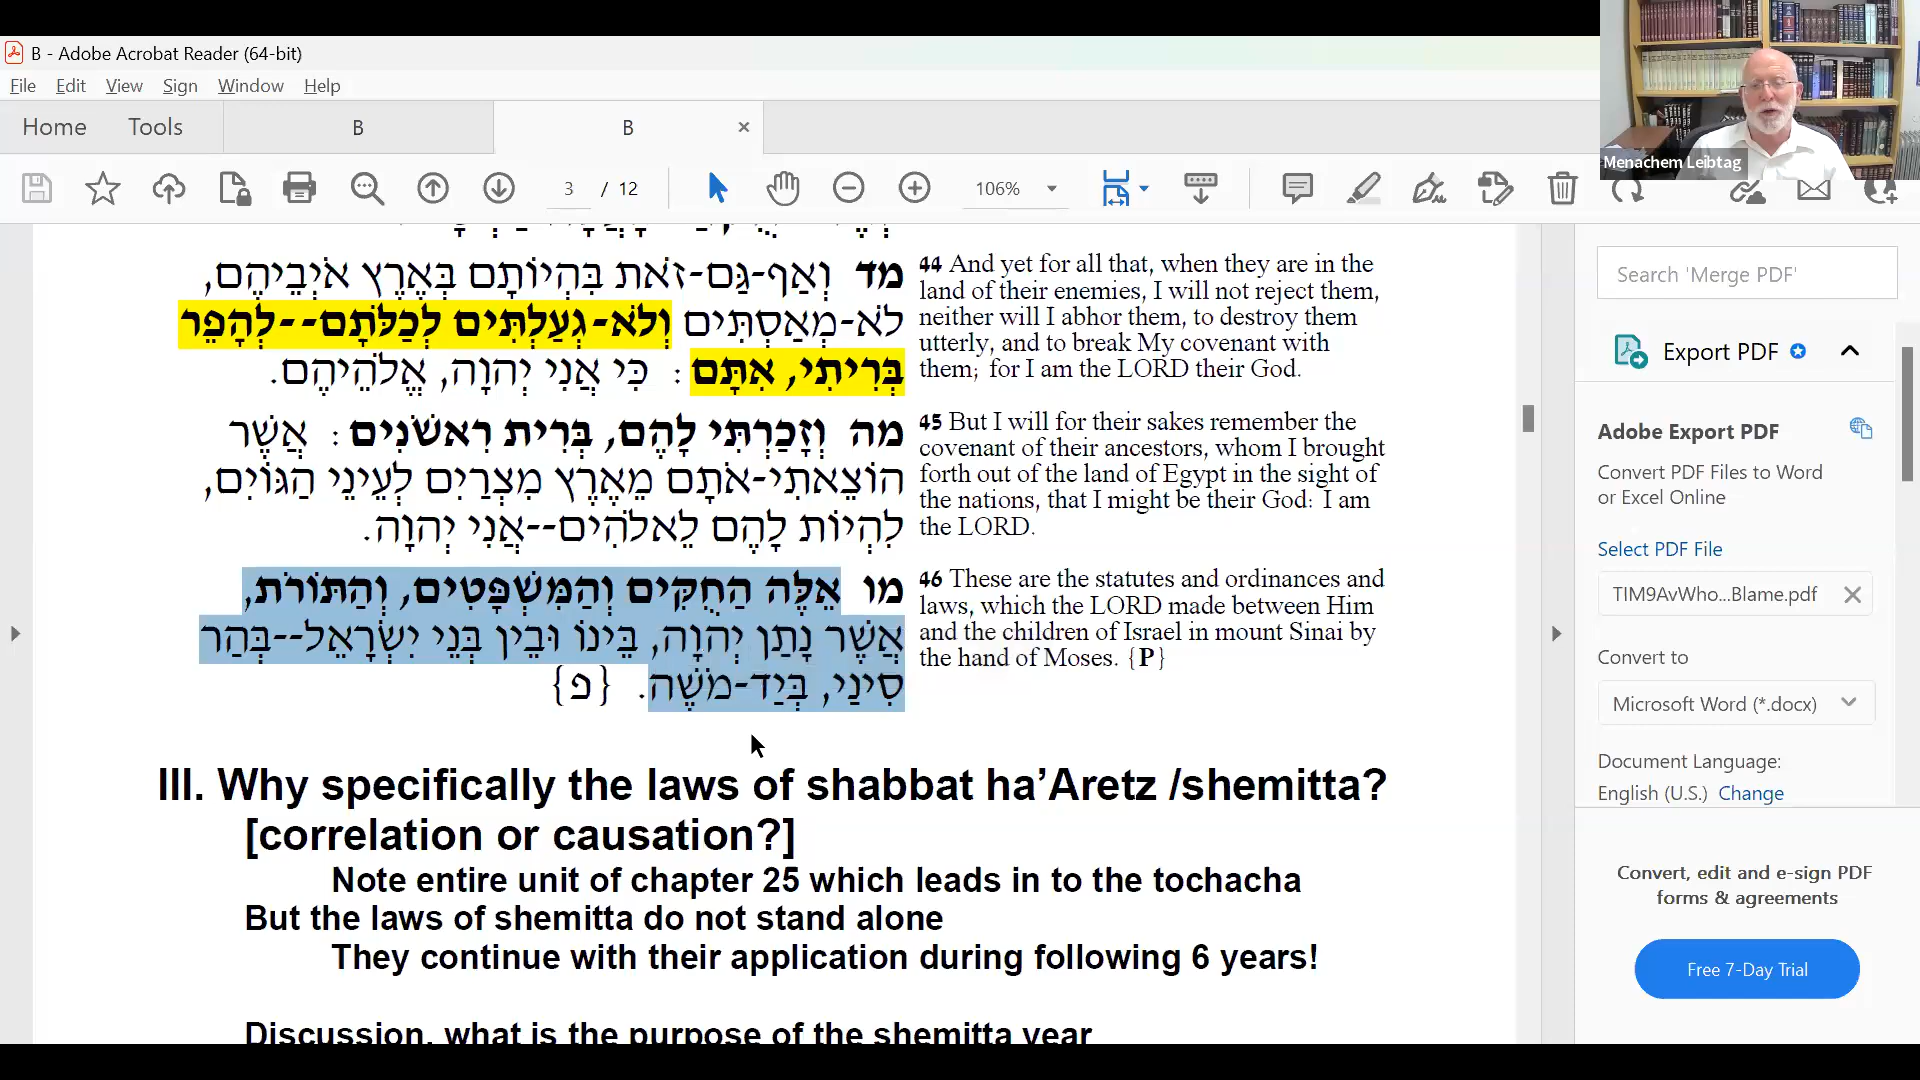 B - Adobe Acrobat Reader (64-bit)
File Edit View Sign Window Help
Home Tools B B ×
3 / 12 106%
Menachem Leibtag
מד וְאַף-גַּם-זֹאת בִּהְיוֹתָם בְּאֶרֶץ אֹיְבֵיהֶם,
לֹא-מְאַסְתִּים וְלֹא-גְעַלְתִּים לְכַלֹּתָם--לְהָפֵר
בְּרִיתִי, אִתָּם: כִּי אֲנִי יְהוָה, אֱלֹהֵיהֶם.
44 And yet for all that, when they are in the
land of their enemies, I will not reject them,
neither will I abhor them, to destroy them
utterly, and to break My covenant with
them; for I am the LORD their God.
מה וְזָכַרְתִּי לָהֶם, בְּרִית רִאשֹׁנִים: אֲשֶׁר
הוֹצֵאתִי-אֹתָם מֵאֶרֶץ מִצְרַיִם לְעֵינֵי הַגּוֹיִם,
לִהְיוֹת לָהֶם לֵאלֹהִים--אֲנִי יְהוָה.
45 But I will for their sakes remember the
covenant of their ancestors, whom I brought
forth out of the land of Egypt in the sight of
the nations, that I might be their God: I am
the LORD.
מו אֵלֶּה הַחֻקִּים וְהַמִּשְׁפָּטִים, וְהַתּוֹרֹת,
אֲשֶׁר נָתַן יְהוָה, בֵּינוֹ וּבֵין בְּנֵי יִשְׂרָאֵל--בְּהַר
סִינַי, בְּיַד-מֹשֶׁה. {פ}
46 These are the statutes and ordinances and
laws, which the LORD made between Him
and the children of Israel in mount Sinai by
the hand of Moses. {P}
III. Why specifically the laws of shabbat ha’Aretz /shemitta?
[correlation or causation?]
Note entire unit of chapter 25 which leads in to the tochacha
But the laws of shemitta do not stand alone
They continue with their application during following 6 years!
Discussion, what is the purpose of the shemitta year
Search 'Merge PDF'
Export PDF
Adobe Export PDF
Convert PDF Files to Word
or Excel Online
Select PDF File
TIM9AvWho...Blame.pdf
Convert to
Microsoft Word (*.docx)
Document Language:
English (U.S.) Change
Convert, edit and e-sign PDF
forms & agreements
Free 7-Day Trial